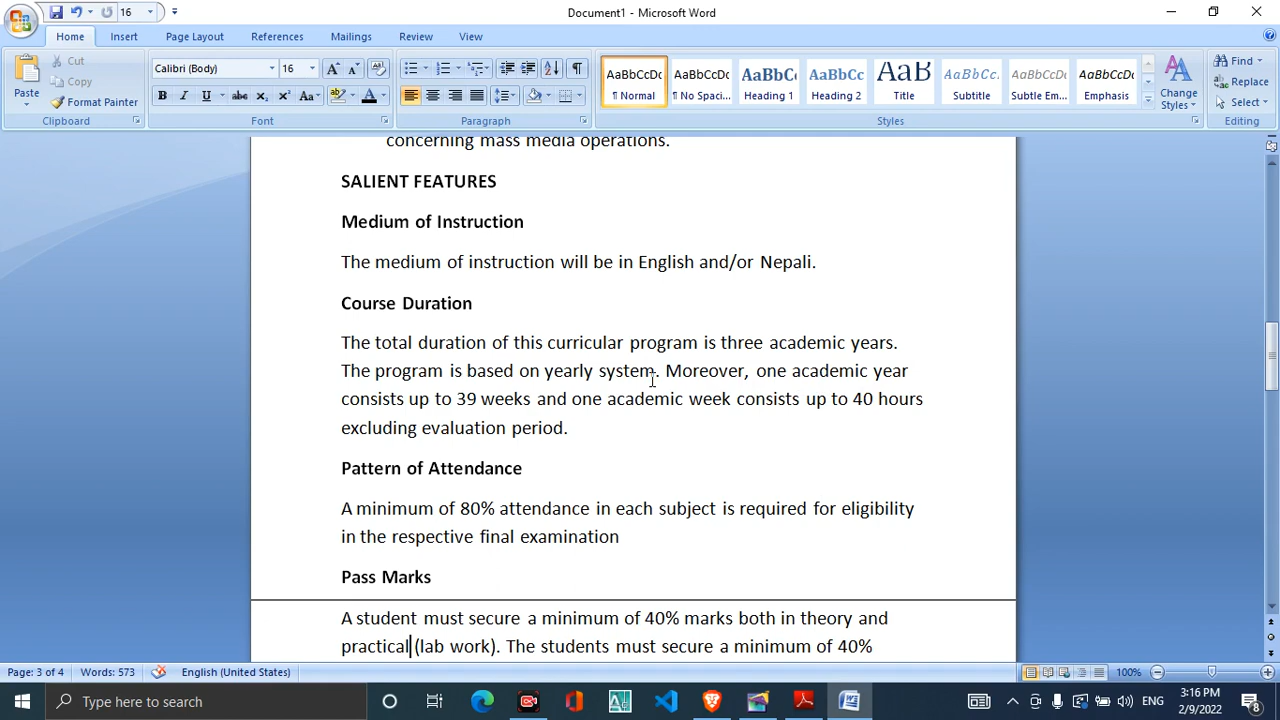 16
Document1 - Microsoft Word
Home Insert Page Layout References Mailings Review View
Paste
Cut
Copy
Format Painter
Clipboard
Calibri (Body) 16
B I U abc x₂ x² Aa
Font
Paragraph
AaBbCcDc AaBbCcDc AaBbCc AaBbCc AaB AaBbCc. AaBbCcDc AaBbCcDc
¶ Normal ¶ No Spaci... Heading 1 Heading 2 Title Subtitle Subtle Em... Emphasis
Change
Styles
Styles
Find
Replace
Select
Editing
concerning mass media operations.
SALIENT FEATURES
Medium of Instruction
The medium of instruction will be in English and/or Nepali.
Course Duration
The total duration of this curricular program is three academic years.
The program is based on yearly system. Moreover, one academic year
consists up to 39 weeks and one academic week consists up to 40 hours
excluding evaluation period.
Pattern of Attendance
A minimum of 80% attendance in each subject is required for eligibility
in the respective final examination
Pass Marks
A student must secure a minimum of 40% marks both in theory and
practical (lab work). The students must secure a minimum of 40%
Page: 3 of 4 Words: 573 English (United States) 100%
Type here to search
ENG
3:16 PM
2/9/2022
8